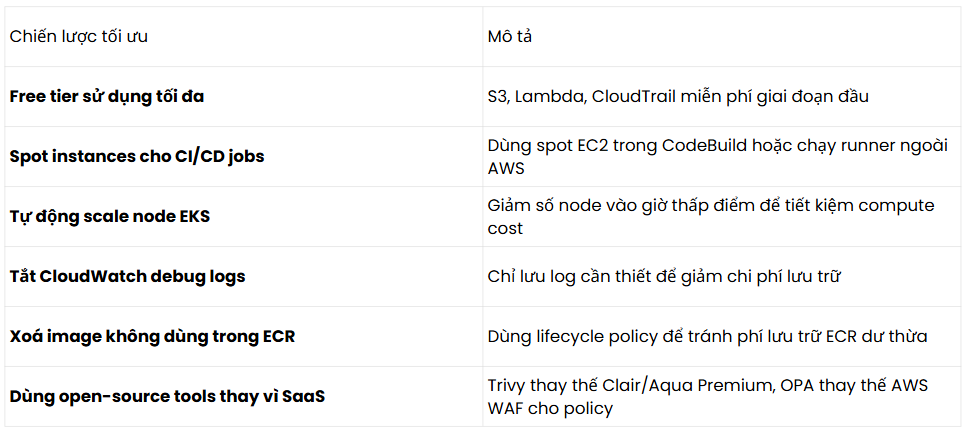 Chiến lược tối ưu
Mô tả
Free tier sử dụng tối đa
S3, Lambda, CloudTrail miễn phí giai đoạn đầu
Spot instances cho CI/CD jobs
Dùng spot EC2 trong CodeBuild hoặc chạy runner ngoài
AWS
Tự động scale node EKS
Giảm số node vào giờ thấp điểm để tiết kiệm compute
cost
Tắt CloudWatch debug logs
Chỉ lưu log cần thiết để giảm chi phí lưu trữ
Xoá image không dùng trong ECR
Dùng lifecycle policy để tránh phí lưu trữ ECR dư thừa
Dùng open-source tools thay vì SaaS
Trivy thay thế Clair/Aqua Premium, OPA thay thế AWS
WAF cho policy